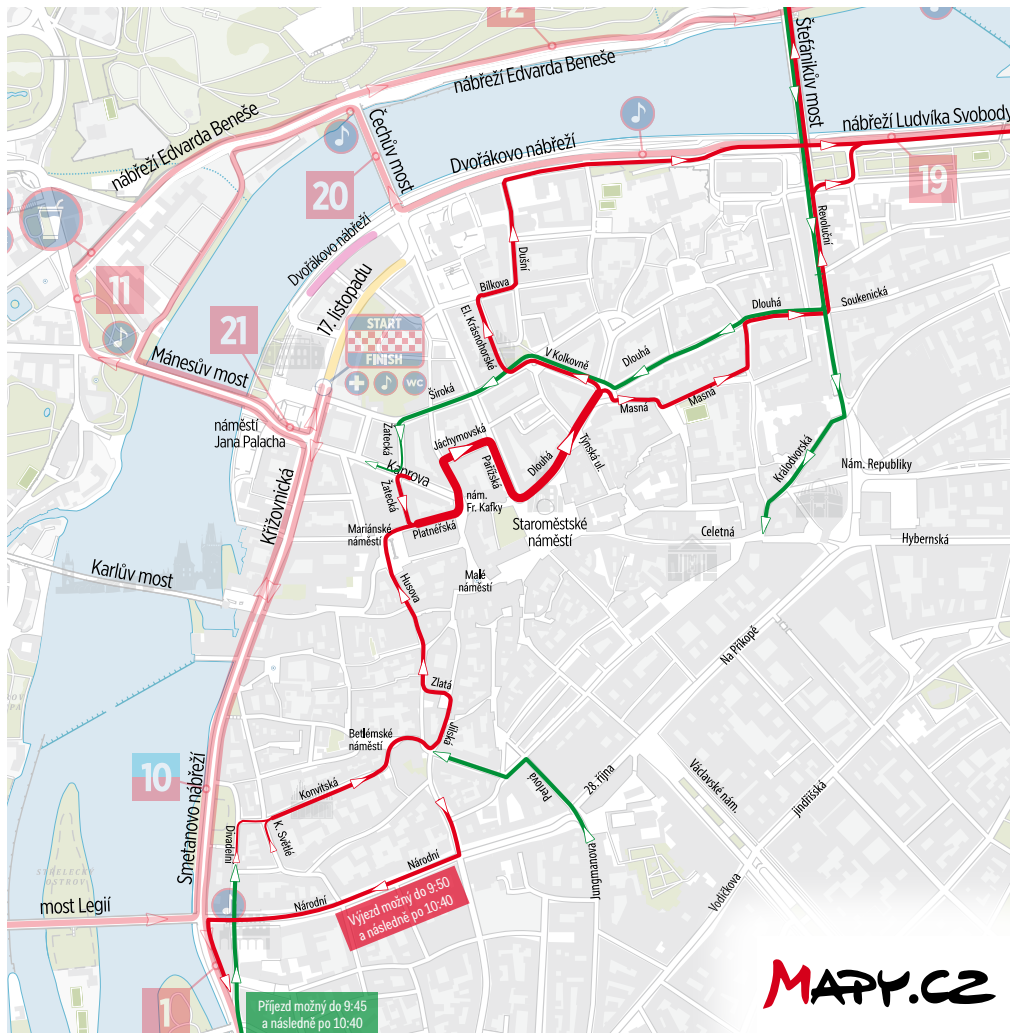 12
nábřeží Edvarda Beneše
Štefánikův most
nábřeží Ludvíka Svobody
Čechův most
Dvořákovo nábřeží
nábřeží Edvarda Beneše
20
19
Dvořákovo nábřeží
Revoluční
17. listopadu
Dušní
11
Bílkova
Dlouhá
Soukenická
21
START
FINISH
WC
El. Krásnohorské
V Kolkovně
Dlouhá
Mánesův most
Široká
Masná
Masná
náměstí
Jana Palacha
Žatecká
Jáchymovská
Pařížská
Dlouhá
Týnská ul.
Královdvorská
Nám. Republiky
Kaprova
Žatecká
nám.
Fr. Kafky
Křižovnická
Mariánské
náměstí
Platnéřská
Staroměstské
náměstí
Celetná
Hybernská
Karlův most
Husova
Malé
náměstí
Na Příkopě
Zlatá
Jilská
Betlémské
náměstí
10
Smetanovo nábřeží
Konviktská
Perlová
28. října
Václavské nám.
Jindřišská
Divadelní
K. Světlé
STŘELECKÝ
OSTROV
Národní
Jungmannova
Vodičkova
most Legií
Národní
Výjezd možný do 9:50
a následně po 10:40
1
Příjezd možný do 9:45
a následně po 10:40
MAPY.CZ